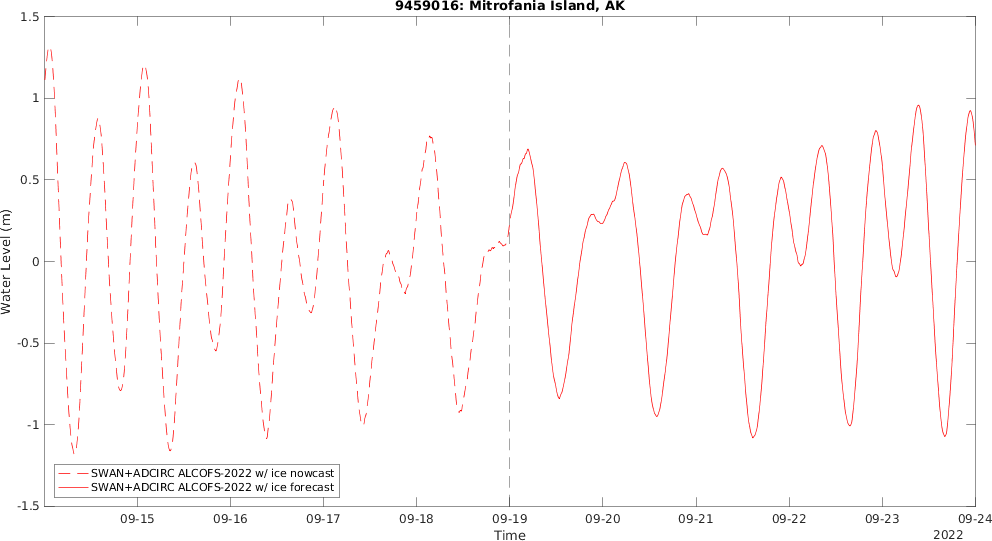 9459016: Mitrofania Island, AK
1.5
1
0.5
0
-0.5
-1
-1.5
Water Level (m)
SWAN+ADCIRC ALCOFS-2022 w/ ice nowcast
SWAN+ADCIRC ALCOFS-2022 w/ ice forecast
09-15 09-16 09-17 09-18 09-19 09-20 09-21 09-22 09-23 09-24
Time
2022